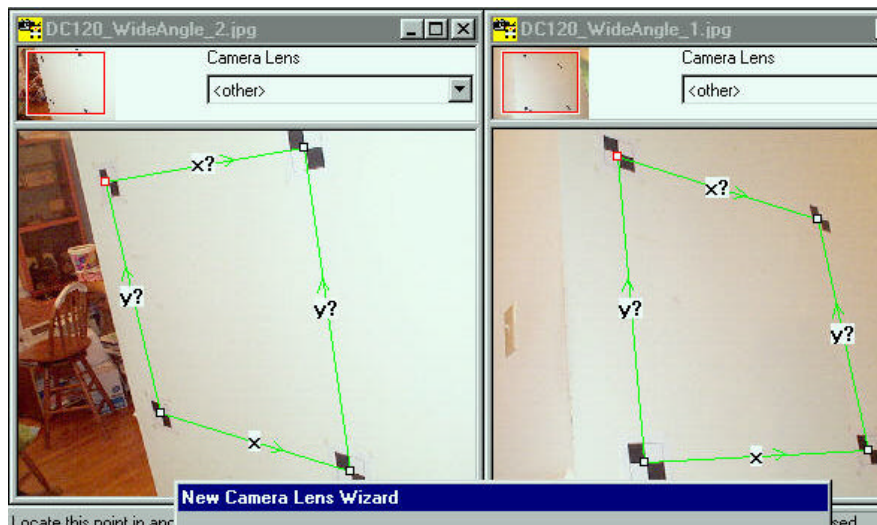 DC120_WideAngle_2.jpg
Camera Lens
<other>
x?
y?
y?
x
DC120_WideAngle_1.jpg
Camera Lens
<other>
x?
y?
y?
x
New Camera Lens Wizard
Locate this point in
sed